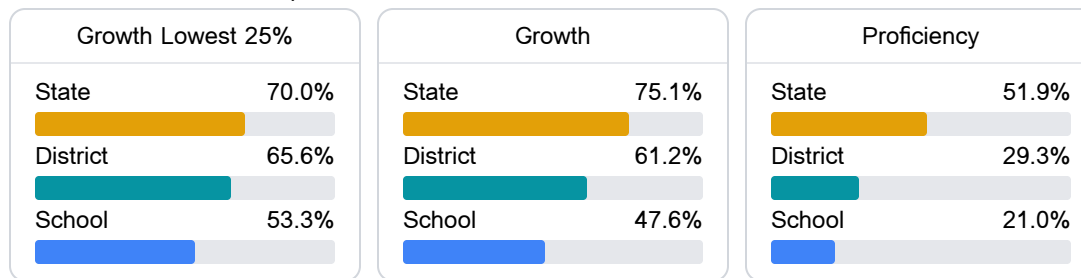 Growth Lowest 25%
State 70.0%
District 65.6%
School 53.3%
Growth
State 75.1%
District 61.2%
School 47.6%
Proficiency
State 51.9%
District 29.3%
School 21.0%